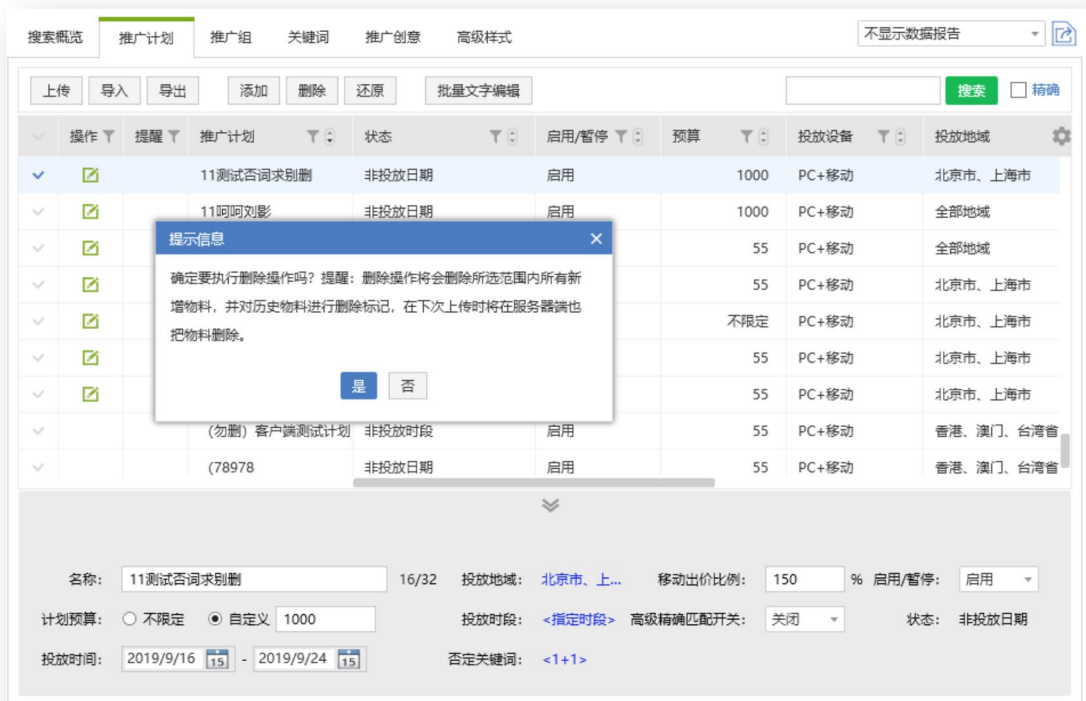 搜索概览 推广计划 推广组 关键词 推广创意 高级样式 不显示数据报告
上传 导入 导出 添加 删除 还原 批量文字编辑 搜索 精确
操作 提醒 推广计划 状态 启用/暂停 预算 投放设备 投放地域
11测试否词求别删 非投放日期 启用 1000 PC+移动 北京市、上海市
11呵呵刘影 非投放日期 启用 1000 PC+移动 全部地域
提示信息
55 PC+移动 全部地域
确定要执行删除操作吗？提醒：删除操作将会删除所选范围内所有新
增物料，并对历史物料进行删除标记，在下次上传时将在服务器端也
把物料删除。
是 否
55 PC+移动 北京市、上海市
不限定 PC+移动 北京市、上海市
55 PC+移动 北京市、上海市
55 PC+移动 北京市、上海市
(勿删) 客户端测试计划 非投放时段 启用 55 PC+移动 香港、澳门、台湾省
(78978 非投放日期 启用 55 PC+移动 香港、澳门、台湾省
名称： 11测试否词求别删 16/32 投放地域： 北京市、上... 移动出价比例： 150 % 启用/暂停： 启用
计划预算： 不限定 自定义 1000 投放时段： <指定时段> 高级精确匹配开关： 关闭 状态： 非投放日期
投放时间： 2019/9/16 15 - 2019/9/24 15 否定关键词： <1+1>